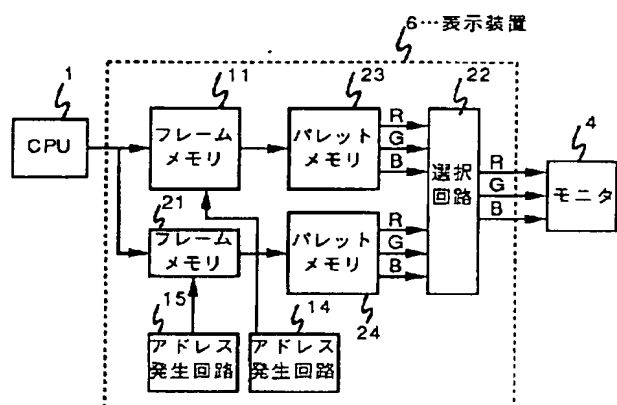 6…表示装置
1
11
23
22
4
CPU
フレーム
メモリ
パレット
メモリ
R
G
B
選択
回路
R
G
B
モニタ
21
フレーム
メモリ
パレット
メモリ
R
G
B
15
14
24
アドレス
発生回路
アドレス
発生回路